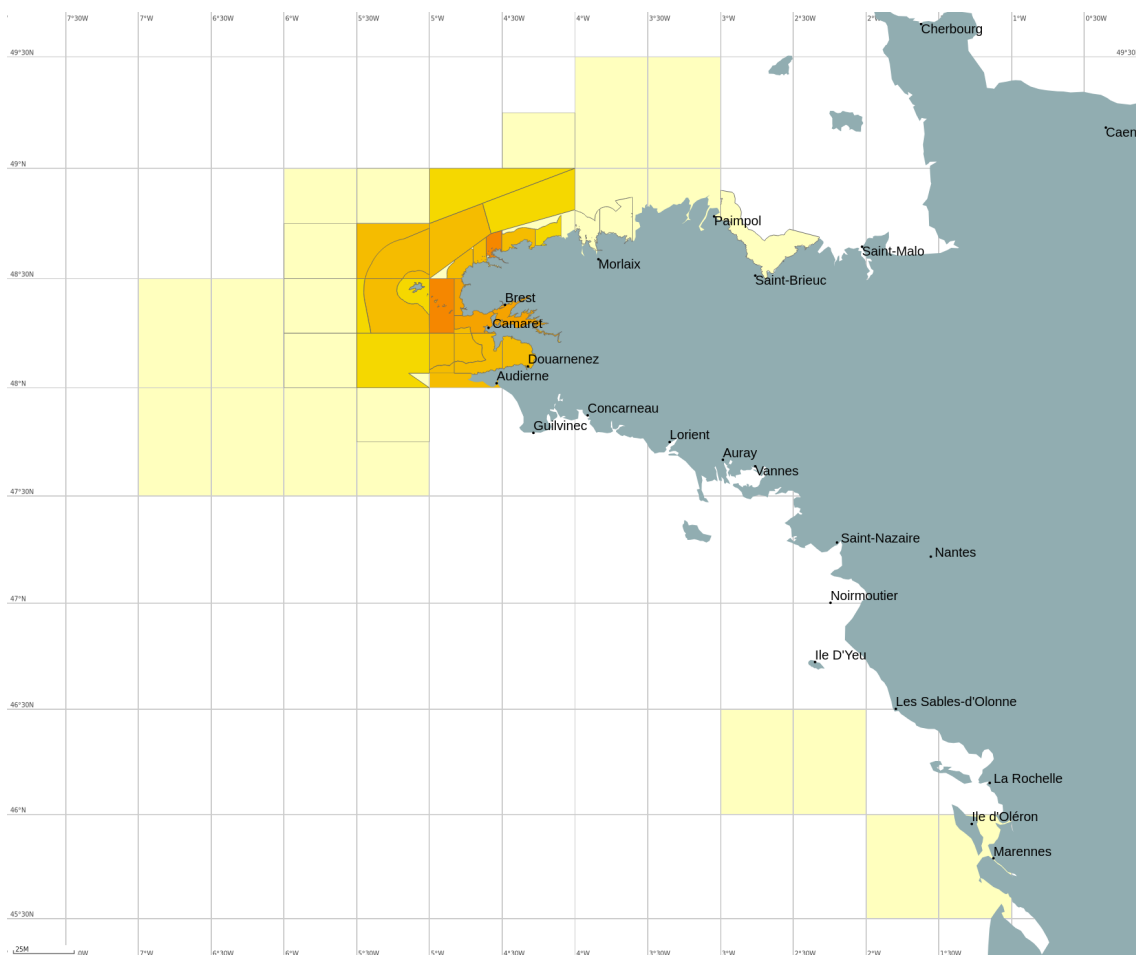 7°30W
7°W
6°30W
6°W
5°30W
5°W
4°30W
4°W
3°30W
3°W
2°30W
2°W
1°W
0°30W
Cherbourg
49°30N
49°30
Caen
49°N
Paimpol
Saint-Malo
Morlaix
48°30N
Saint-Brieuc
Brest
Camaret
Douarnenez
Audierne
48°N
Concarneau
Guilvinec
Lorient
Auray
Vannes
47°30N
Saint-Nazaire
Nantes
Noirmoutier
47°N
Ile D'Yeu
Les Sables-d'Olonne
46°30N
La Rochelle
46°N
Ile d'Oléron
Marennes
45°30N
25M
0W
7°W
6°30W
6°W
5°30W
5°W
4°30W
4°W
3°30W
3°W
2°30W
2°W
1°30W